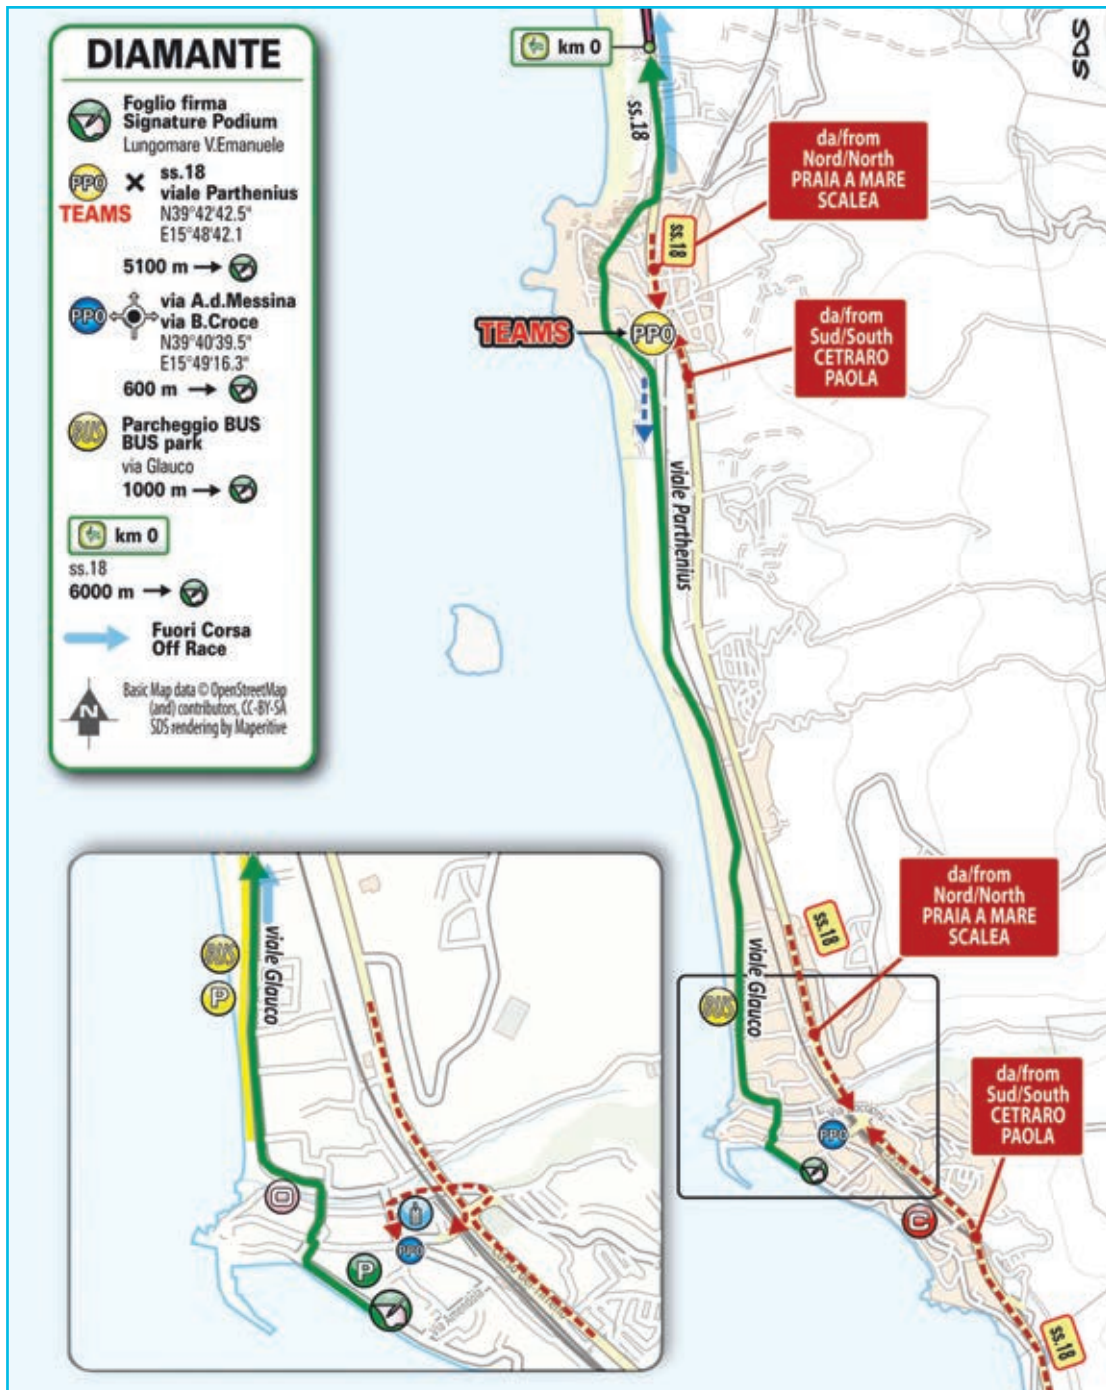 DIAMANTE
Foglio firma
Signature Podium
Lungomare V.Emanuele
PPO
TEAMS
ss.18
viale Parthenius
N39°42'42.5"
E15°48'42.1
5100 m
PPO
via A.d.Messina
via B.Croce
N39°40'39.5"
E15°49'16.3"
600 m
BUS
Parcheggio BUS
BUS park
via Glauco
1000 m
km 0
ss.18
6000 m
Fuori Corsa
Off Race
N
Basic Map data © OpenStreetMap
(and) contributors, CC-BY-SA
SDS rendering by Maperitive
km 0
SDS
ss.18
da/from
Nord/North
PRAIA A MARE
SCALEA
ss.18
TEAMS
PPO
da/from
Sud/South
CETRARO
PAOLA
viale Parthenius
da/from
Nord/North
PRAIA A MARE
SCALEA
ss.18
viale Glauco
BUS
PPO
da/from
Sud/South
CETRARO
PAOLA
C
ss.18
viale Glauco
BUS
P
PPO
P
via Amendola